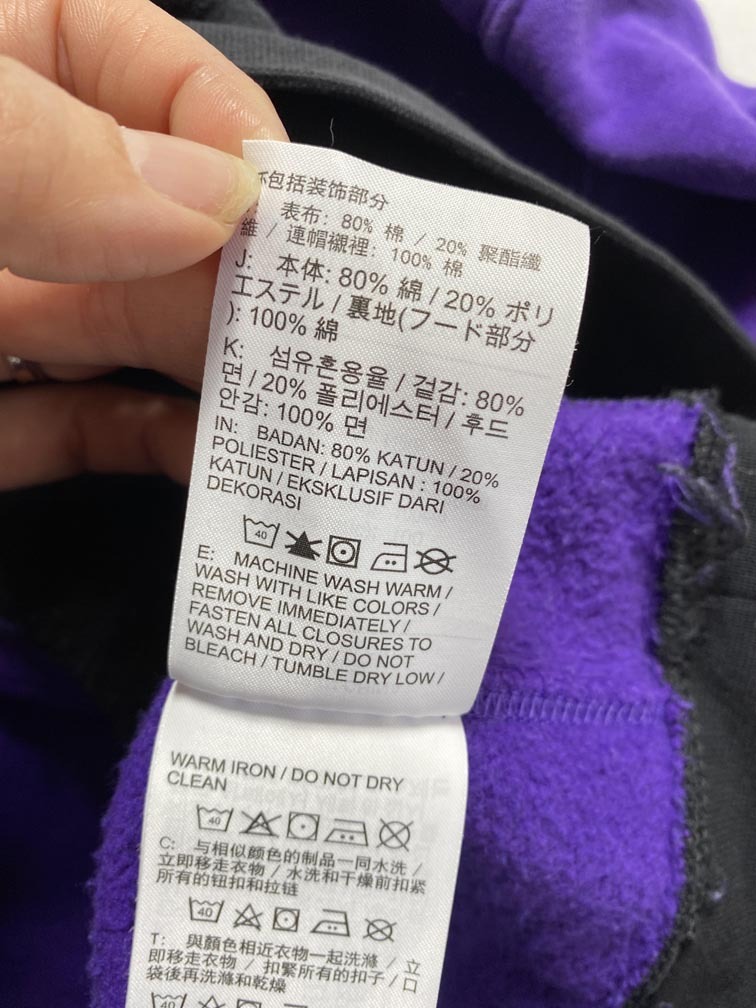 包括装饰部分
表布: 80% 棉 / 20% 聚酯纖
維 / 連帽襯裡: 100% 棉
J: 本体: 80% 綿 / 20% ポリ
エステル / 裏地(フード部分
): 100% 綿
K: 섬유혼용율 / 겉감: 80%
면 / 20% 폴리에스터 / 후드
안감: 100% 면
IN: BADAN: 80% KATUN / 20%
POLIESTER / LAPISAN : 100%
KATUN / EKSKLUSIF DARI
DEKORASI
40
E: MACHINE WASH WARM /
WASH WITH LIKE COLORS /
REMOVE IMMEDIATELY /
FASTEN ALL CLOSURES TO
WASH AND DRY / DO NOT
BLEACH / TUMBLE DRY LOW /
WARM IRON / DO NOT DRY
CLEAN
40
C: 与相似颜色的制品一同水洗 /
立即移走衣物 / 水洗和干燥前扣紧
所有的钮扣和拉链
40
T: 與顏色相近衣物一起洗滌 / 立
即移走衣物 / 扣緊所有的扣子 / 口
袋後再洗滌和乾燥
40